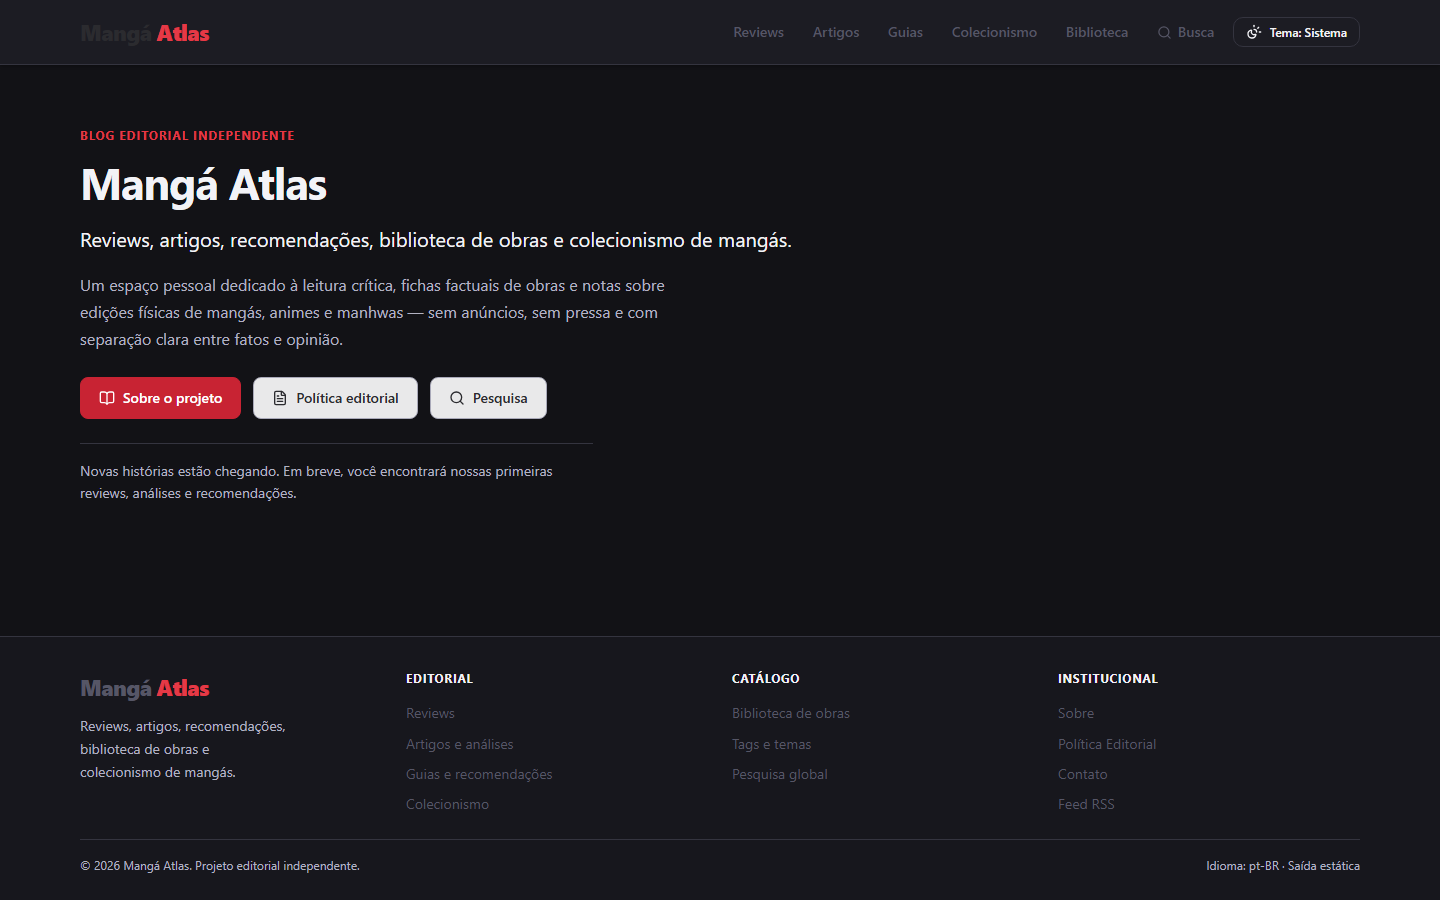 Mangá Atlas
Reviews
Artigos
Guias
Colecionismo
Biblioteca
Busca
Tema: Sistema
BLOG EDITORIAL INDEPENDENTE
Mangá Atlas
Reviews, artigos, recomendações, biblioteca de obras e colecionismo de mangás.
Um espaço pessoal dedicado à leitura crítica, fichas factuais de obras e notas sobre
edições físicas de mangás, animes e manhwas — sem anúncios, sem pressa e com
separação clara entre fatos e opinião.
Sobre o projeto
Política editorial
Pesquisa
Novas histórias estão chegando. Em breve, você encontrará nossas primeiras
reviews, análises e recomendações.
Mangá Atlas
Reviews, artigos, recomendações,
biblioteca de obras e
colecionismo de mangás.
EDITORIAL
Reviews
Artigos e análises
Guias e recomendações
Colecionismo
CATÁLOGO
Biblioteca de obras
Tags e temas
Pesquisa global
INSTITUCIONAL
Sobre
Política Editorial
Contato
Feed RSS
© 2026 Mangá Atlas. Projeto editorial independente.
Idioma: pt-BR · Saída estática